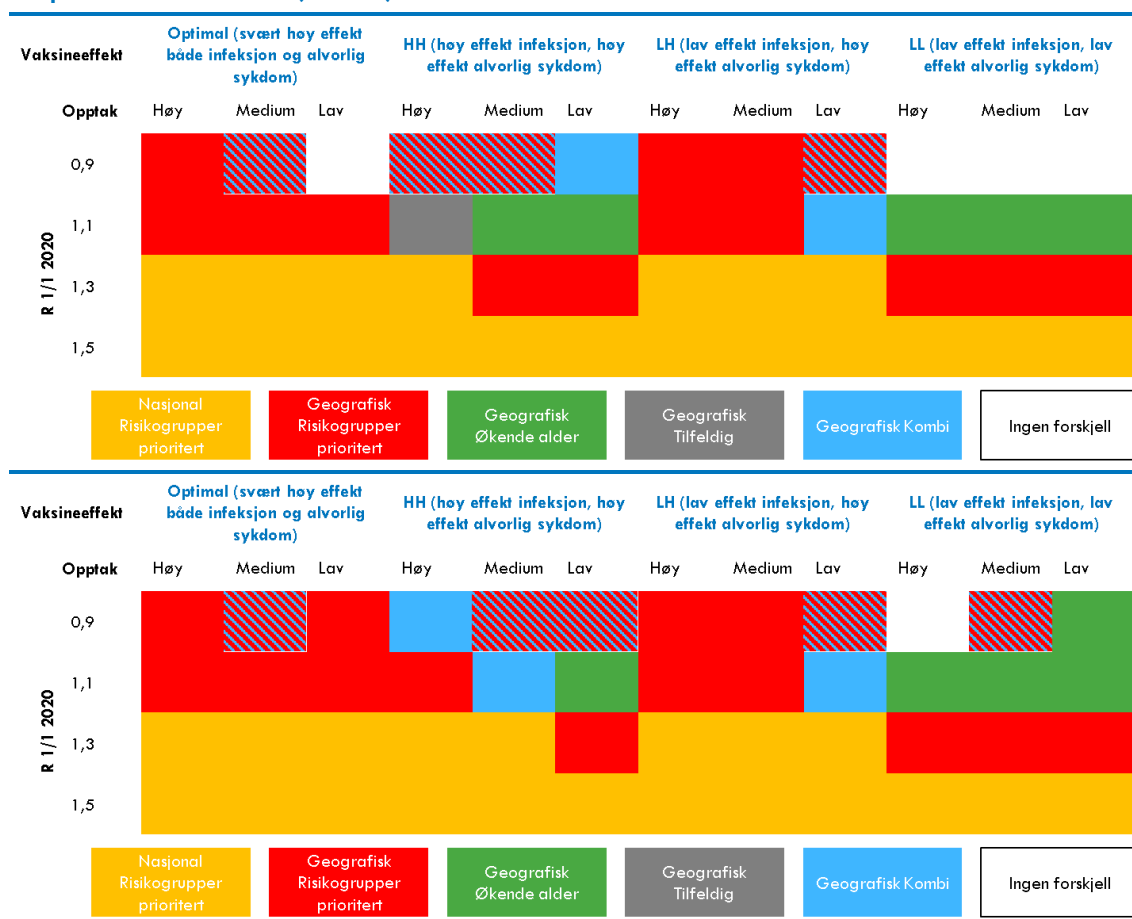 Vaksineeffekt
Optimal (svært høy effekt
både infeksjon og alvorlig
sykdom)
HH (høy effekt infeksjon, høy
effekt alvorlig sykdom)
LH (lav effekt infeksjon, høy
effekt alvorlig sykdom)
LL (lav effekt infeksjon, lav
effekt alvorlig sykdom)
Opptak Høy Medium Lav Høy Medium Lav Høy Medium Lav Høy Medium Lav
R 1/1 2020
0,9
1,1
1,3
1,5
Nasjonal
Risikogrupper
prioritert
Geografisk
Risikogrupper
prioritert
Geografisk
Økende alder
Geografisk
Tilfeldig
Geografisk Kombi
Ingen forskjell
Vaksineeffekt
Optimal (svært høy effekt
både infeksjon og alvorlig
sykdom)
HH (høy effekt infeksjon, høy
effekt alvorlig sykdom)
LH (lav effekt infeksjon, høy
effekt alvorlig sykdom)
LL (lav effekt infeksjon, lav
effekt alvorlig sykdom)
Opptak Høy Medium Lav Høy Medium Lav Høy Medium Lav Høy Medium Lav
R 1/1 2020
0,9
1,1
1,3
1,5
Nasjonal
Risikogrupper
prioritert
Geografisk
Risikogrupper
prioritert
Geografisk
Økende alder
Geografisk
Tilfeldig
Geografisk Kombi
Ingen forskjell